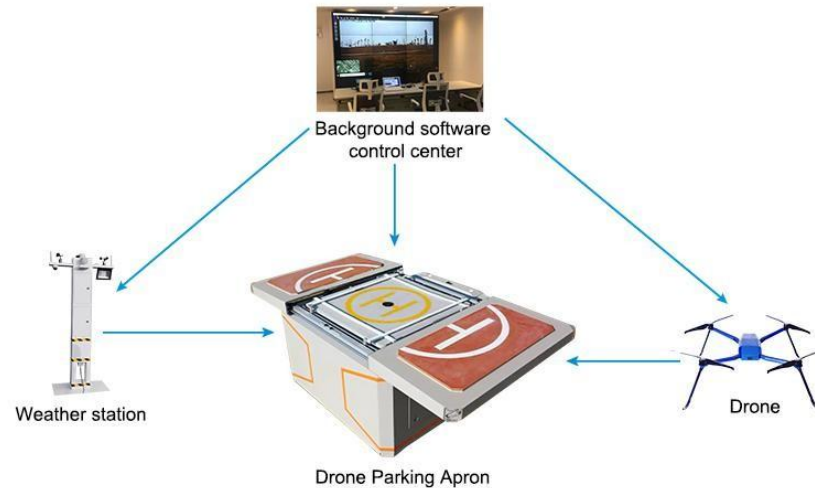 Background software
control center
Weather station
Drone
Drone Parking Apron